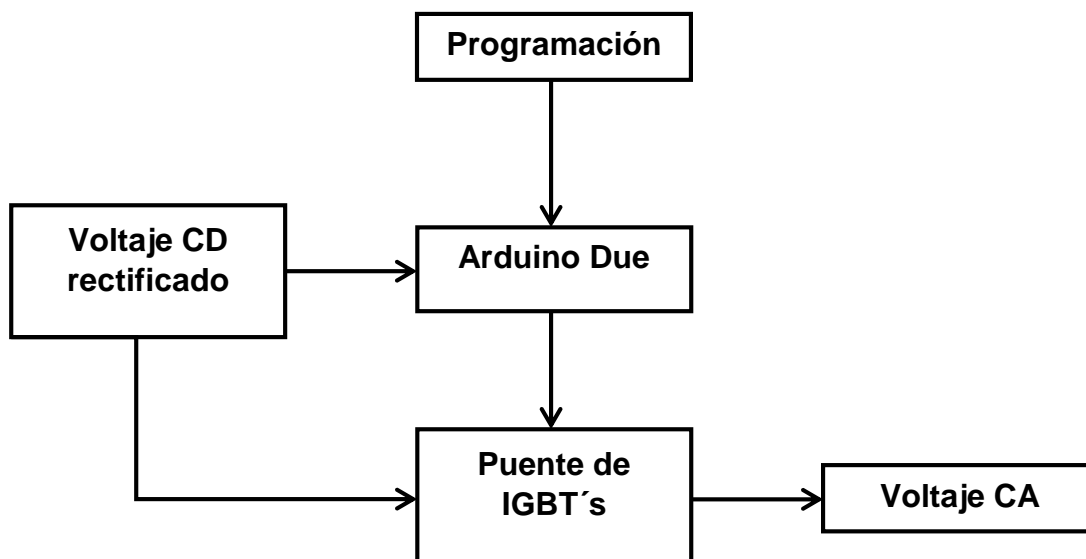 Programación
Voltaje CD
rectificado
Arduino Due
Puente de
IGBT´s
Voltaje CA